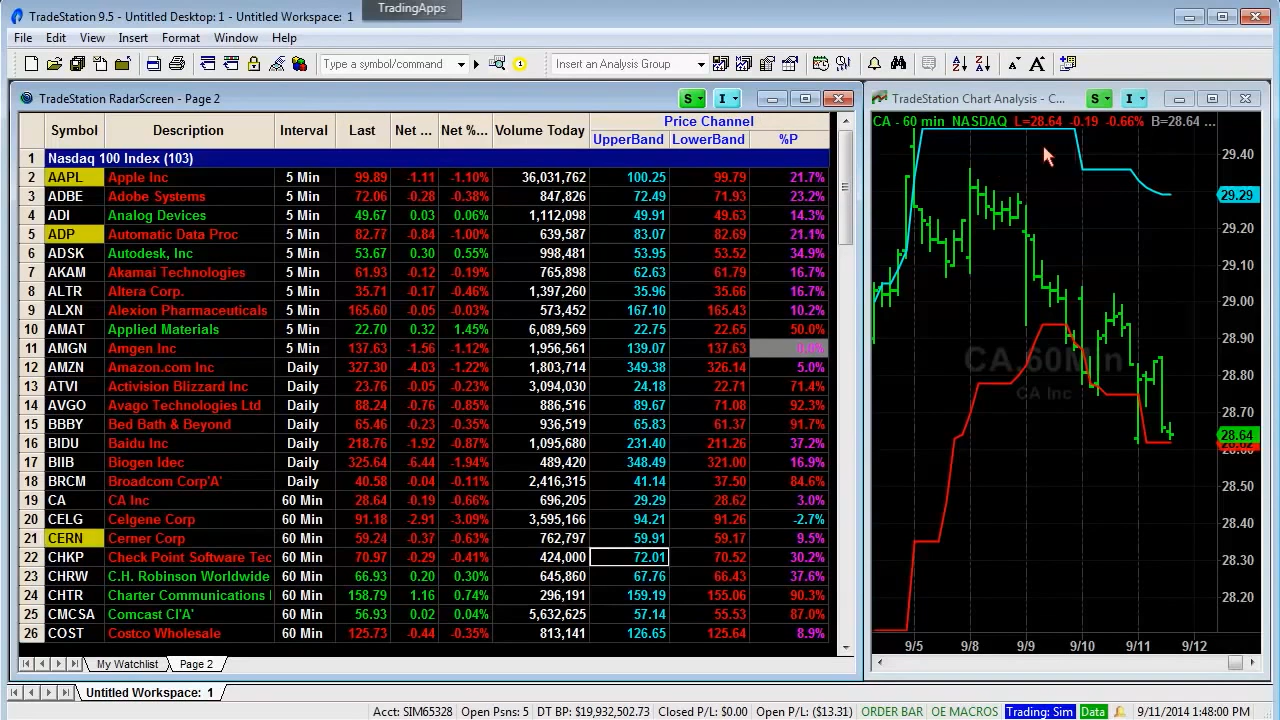 TradeStation 9.5 - Untitled Desktop: 1 - Untitled Workspace: 1
TradingApps
File Edit View Insert Format Window Help
Type a symbol/command
Insert an Analysis Group
TradeStation RadarScreen - Page 2
S I
Price Channel
Symbol Description Interval Last Net ... Net %... Volume Today UpperBand LowerBand %P
1 Nasdaq 100 Index (103)
2 AAPL Apple Inc 5 Min 99.89 -1.11 -1.10% 36,031,762 100.25 99.79 21.7%
3 ADBE Adobe Systems 5 Min 72.06 -0.28 -0.38% 847,826 72.49 71.93 23.2%
4 ADI Analog Devices 5 Min 49.67 0.03 0.06% 1,112,098 49.91 49.63 14.3%
5 ADP Automatic Data Proc 5 Min 82.77 -0.84 -1.00% 639,587 83.07 82.69 21.1%
6 ADSK Autodesk, Inc 5 Min 53.67 0.30 0.55% 998,481 53.95 53.52 34.9%
7 AKAM Akamai Technologies 5 Min 61.93 -0.12 -0.19% 765,898 62.63 61.79 16.7%
8 ALTR Altera Corp. 5 Min 35.71 -0.17 -0.46% 1,397,260 35.96 35.66 16.7%
9 ALXN Alexion Pharmaceuticals 5 Min 165.60 -0.05 -0.03% 573,452 167.10 165.43 10.2%
10 AMAT Applied Materials 5 Min 22.70 0.32 1.45% 6,089,569 22.75 22.65 50.0%
11 AMGN Amgen Inc 5 Min 137.63 -1.56 -1.12% 1,956,561 139.07 137.63 0.0%
12 AMZN Amazon.com Inc Daily 327.30 -4.03 -1.22% 1,803,714 349.38 326.14 5.0%
13 ATVI Activision Blizzard Inc Daily 23.76 -0.05 -0.23% 3,094,030 24.18 22.71 71.4%
14 AVGO Avago Technologies Ltd Daily 88.24 -0.76 -0.85% 886,516 89.67 71.08 92.3%
15 BBBY Bed Bath & Beyond Daily 65.46 -0.23 -0.35% 936,519 65.83 61.37 91.7%
16 BIDU Baidu Inc Daily 218.76 -1.92 -0.87% 1,095,680 231.40 211.26 37.2%
17 BIIB Biogen Idec Daily 325.64 -6.44 -1.94% 489,420 348.49 321.00 16.9%
18 BRCM Broadcom Corp'A' Daily 40.58 -0.04 -0.11% 2,416,315 41.14 37.50 84.6%
19 CA CA Inc 60 Min 28.64 -0.19 -0.66% 696,205 29.29 28.62 3.0%
20 CELG Celgene Corp 60 Min 91.18 -2.91 -3.09% 3,595,166 94.21 91.26 -2.7%
21 CERN Cerner Corp 60 Min 59.24 -0.37 -0.63% 762,797 59.91 59.17 9.5%
22 CHKP Check Point Software Tec 60 Min 70.97 -0.29 -0.41% 424,000 72.01 70.52 30.2%
23 CHRW C.H. Robinson Worldwide 60 Min 66.93 0.20 0.30% 645,860 67.76 66.43 37.6%
24 CHTR Charter Communications 60 Min 158.79 1.16 0.74% 296,191 159.19 155.06 90.3%
25 CMCSA Comcast Cl'A' 60 Min 56.93 0.02 0.04% 5,632,625 57.14 55.53 87.0%
26 COST Costco Wholesale 60 Min 125.73 -0.44 -0.35% 813,141 126.65 125.64 8.9%
My Watchlist Page 2
TradeStation Chart Analysis - C...
S I
CA - 60 min NASDAQ L=28.64 -0.19 -0.66% B=28.64 ...
29.40
29.29
29.20
29.10
29.00
28.90
28.80
28.70
28.64
28.50
28.40
28.30
28.20
CA.60Min
CA Inc
9/5 9/8 9/9 9/10 9/11 9/12
Untitled Workspace: 1
Acct: SIM65328 Open Psns: 5 DT BP: $19,932,502.73 Closed P/L: $0.00 Open P/L: ($13.31) ORDER BAR OE MACROS Trading: Sim Data 9/11/2014 1:48:00 PM